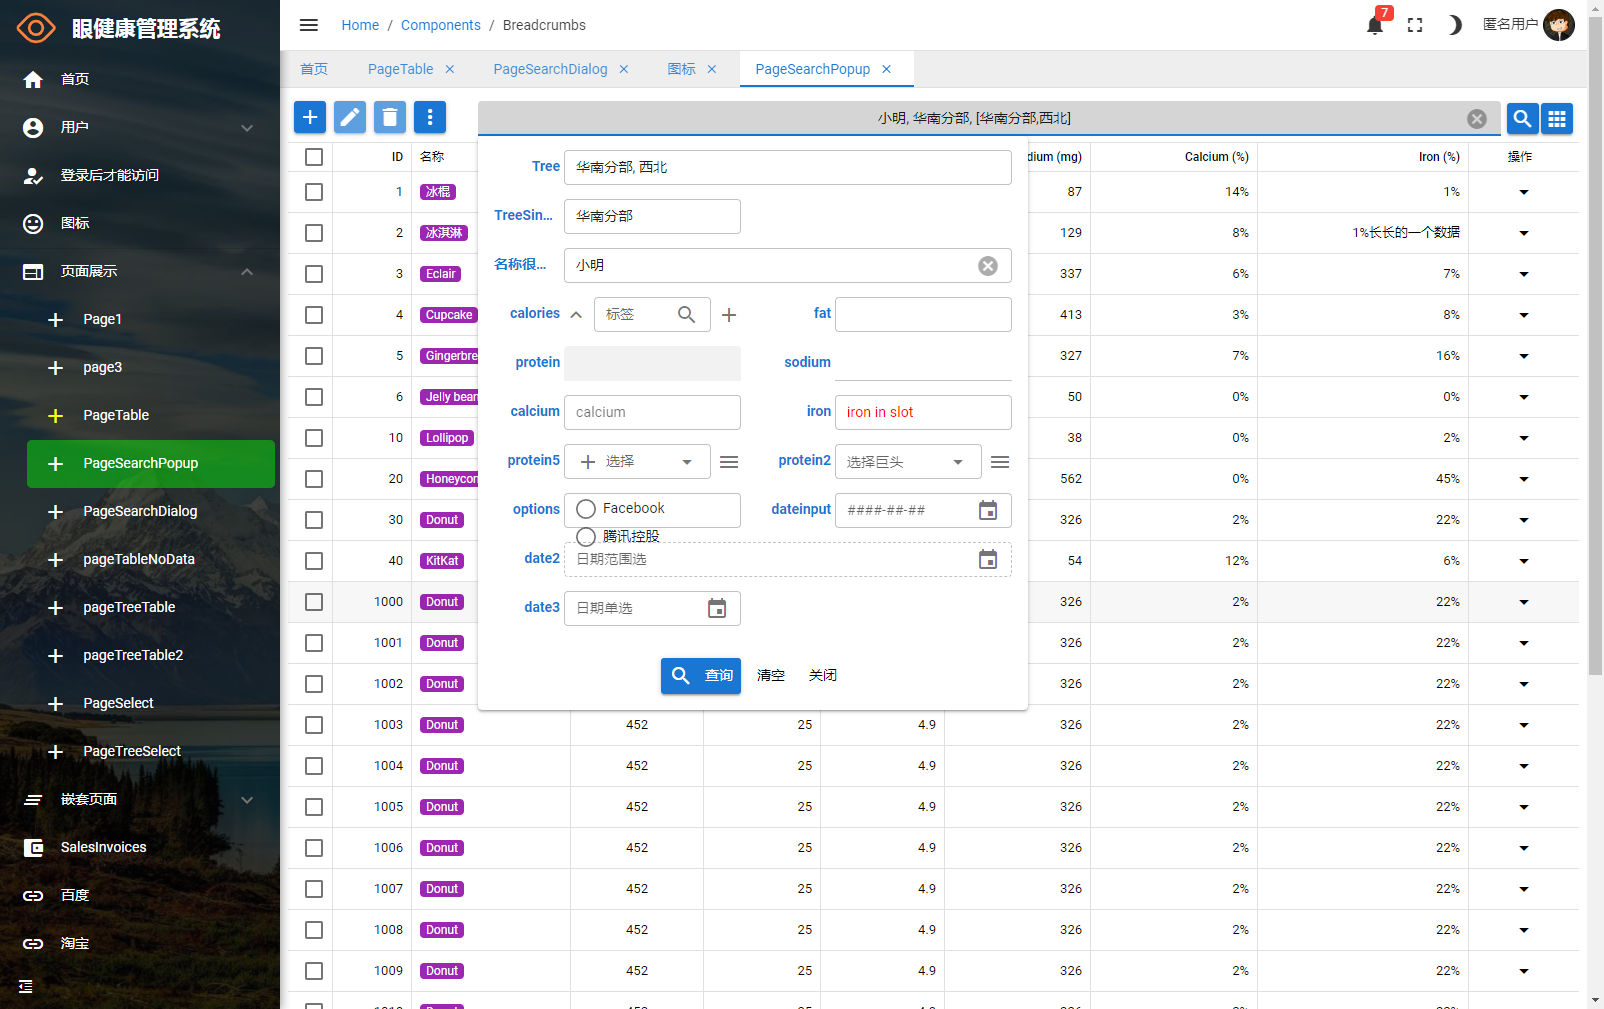 眼健康管理系统
首页
用户
登录后才能访问
图标
页面展示
Page1
page3
PageTable
PageSearchPopup
PageSearchDialog
pageTableNoData
pageTreeTable
pageTreeTable2
PageSelect
PageTreeSelect
嵌套页面
SalesInvoices
百度
淘宝
Home / Components / Breadcrumbs
7
匿名用户
首页 PageTable PageSearchDialog 图标 PageSearchPopup
小明, 华南分部, [华南分部,西北]
ID 名称 dium (mg) Calcium (%) Iron (%) 操作
1 冰棍 87 14% 1%
2 冰淇淋 129 8% 1%长长的一个数据
3 Eclair 337 6% 7%
4 Cupcake 413 3% 8%
5 Gingerbre 327 7% 16%
6 Jelly bean 50 0% 0%
10 Lollipop 38 0% 2%
20 Honeycom 562 0% 45%
30 Donut 326 2% 22%
40 KitKat 54 12% 6%
1000 Donut 326 2% 22%
1001 Donut 326 2% 22%
1002 Donut 326 2% 22%
1003 Donut 452 25 4.9 326 2% 22%
1004 Donut 452 25 4.9 326 2% 22%
1005 Donut 452 25 4.9 326 2% 22%
1006 Donut 452 25 4.9 326 2% 22%
1007 Donut 452 25 4.9 326 2% 22%
1008 Donut 452 25 4.9 326 2% 22%
1009 Donut 452 25 4.9 326 2% 22%
Tree 华南分部, 西北
TreeSin... 华南分部
名称很... 小明
calories 标签 fat
protein sodium
calcium calcium iron iron in slot
protein5 选择 protein2 选择巨头
options Facebook dateinput ####-##-##
腾讯控股
date2 日期范围选
date3 日期单选
查询 清空 关闭